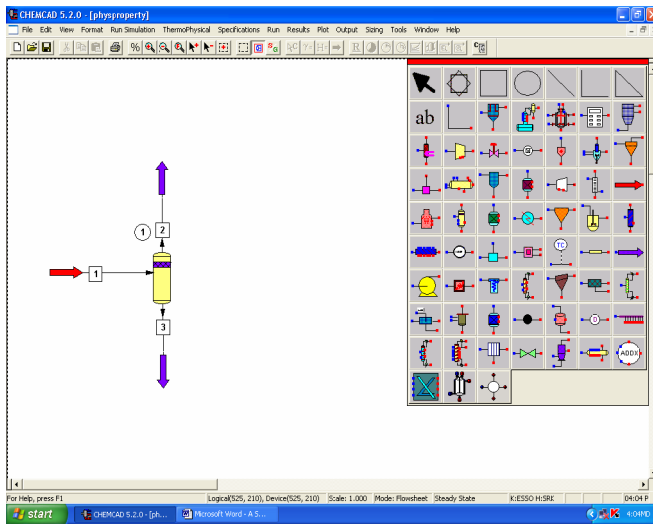 CHEMCAD 5.2.0 - [physproperty]
File Edit View Format Run Simulation ThermoPhysical Specifications Run Results Plot Output Sizing Tools Window Help
% G S G R
ab
TC
D
ADDX
2
1
1
3
For Help, press F1 Logical(525, 210), Device(525, 210) Scale: 1.000 Mode: Flowsheet Steady State K:ESSO H:SRK 04:04 P
start CHEMCAD 5.2.0 - [ph... Microsoft Word - A S... 4:04MD